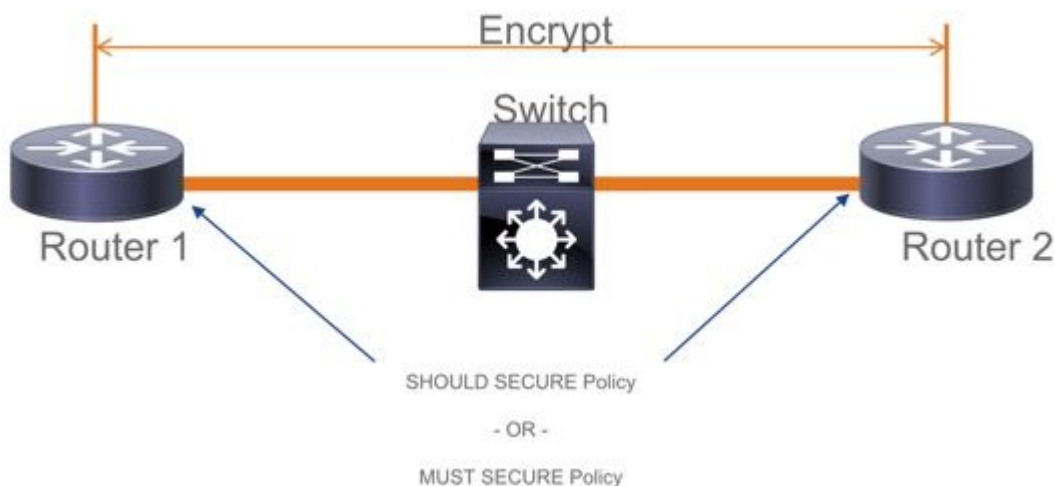 Encrypt
Switch
Router 1
Router 2
SHOULD SECURE Policy
- OR -
MUST SECURE Policy